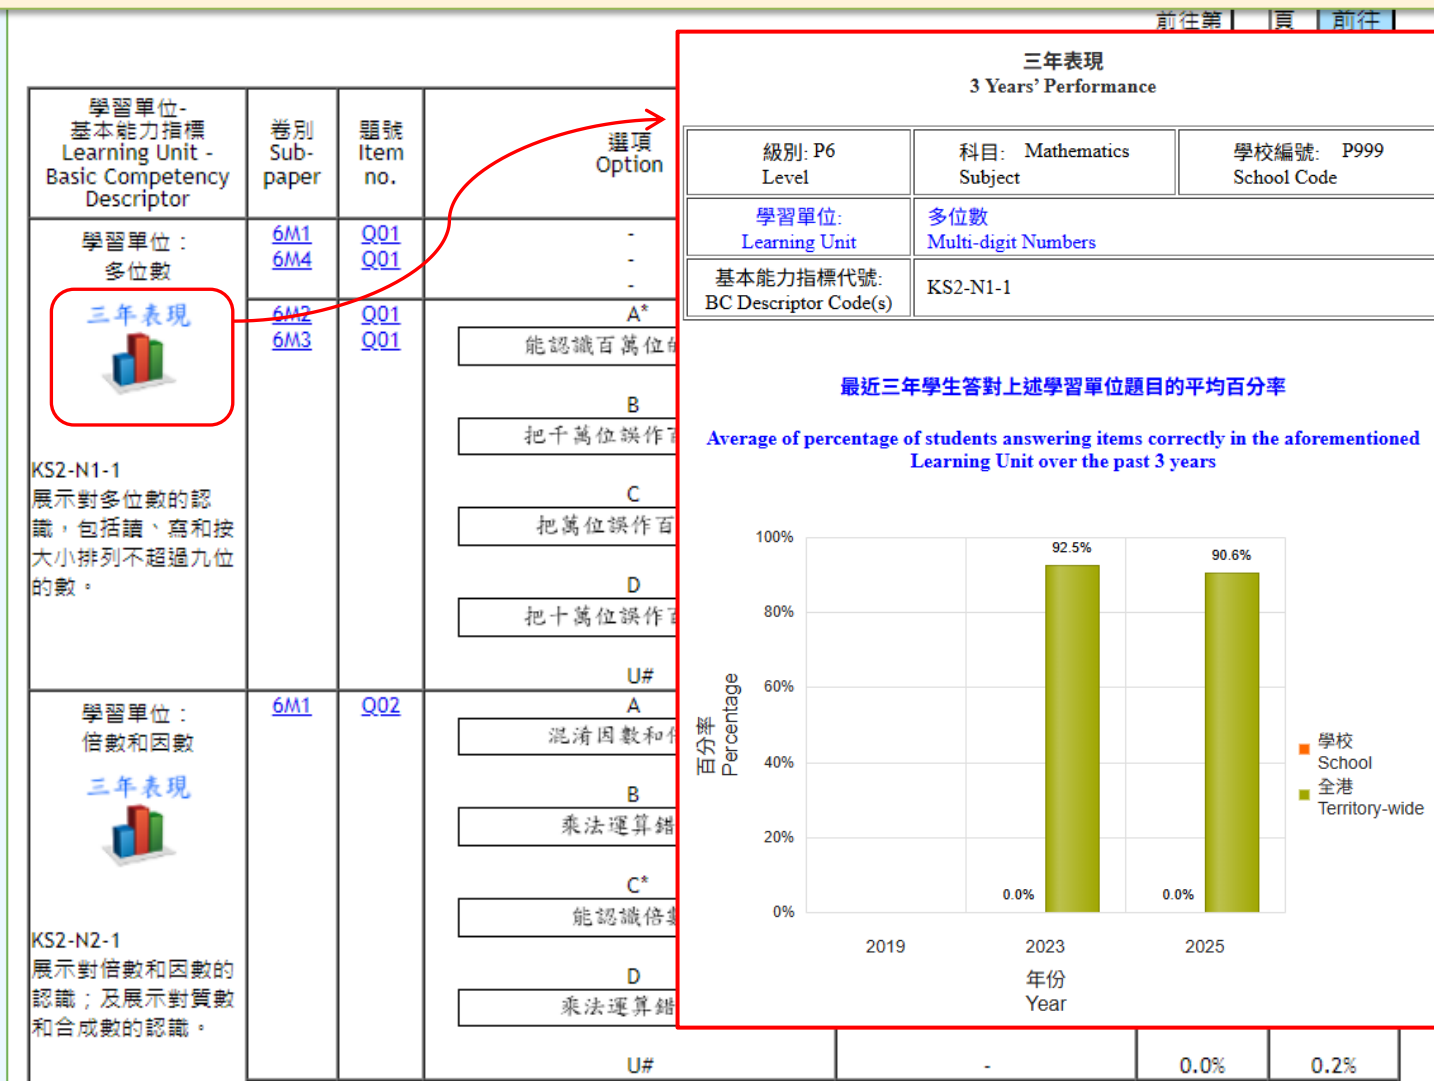 前往第 頁 前往
學習單位-
基本能力指標
Learning Unit -
Basic Competency
Descriptor
卷別
Sub-
paper
題號
Item
no.
選項
Option
學習單位：
多位數
三年表現
KS2-N1-1
展示對多位數的認
識，包括讀、寫和按
大小排列不超過九位
的數。
6M1 Q01 -
6M4 Q01 -
-
6M2 Q01 A*
6M3 Q01
能認識百萬位
B
把千萬位誤作
C
把萬位誤作百
D
把十萬位誤作
U#
學習單位：
倍數和因數
三年表現
KS2-N2-1
展示對倍數和因數的
認識；及展示對質數
和合成數的認識。
6M1 Q02 A
混淆因數和
B
乘法運算錯
C*
能認識倍
D
乘法運算錯
U# - 0.0% 0.2%
三年表現
3 Years’ Performance
級別: P6
Level
科目: Mathematics
Subject
學校編號: P999
School Code
學習單位:
Learning Unit
多位數
Multi-digit Numbers
基本能力指標代號:
BC Descriptor Code(s)
KS2-N1-1
最近三年學生答對上述學習單位題目的平均百分率
Average of percentage of students answering items correctly in the aforementioned
Learning Unit over the past 3 years
百分率
Percentage
100%
80%
60%
40%
20%
0%
92.5%
90.6%
0.0%
0.0%
2019 2023 2025
年份
Year
學校
School
全港
Territory-wide